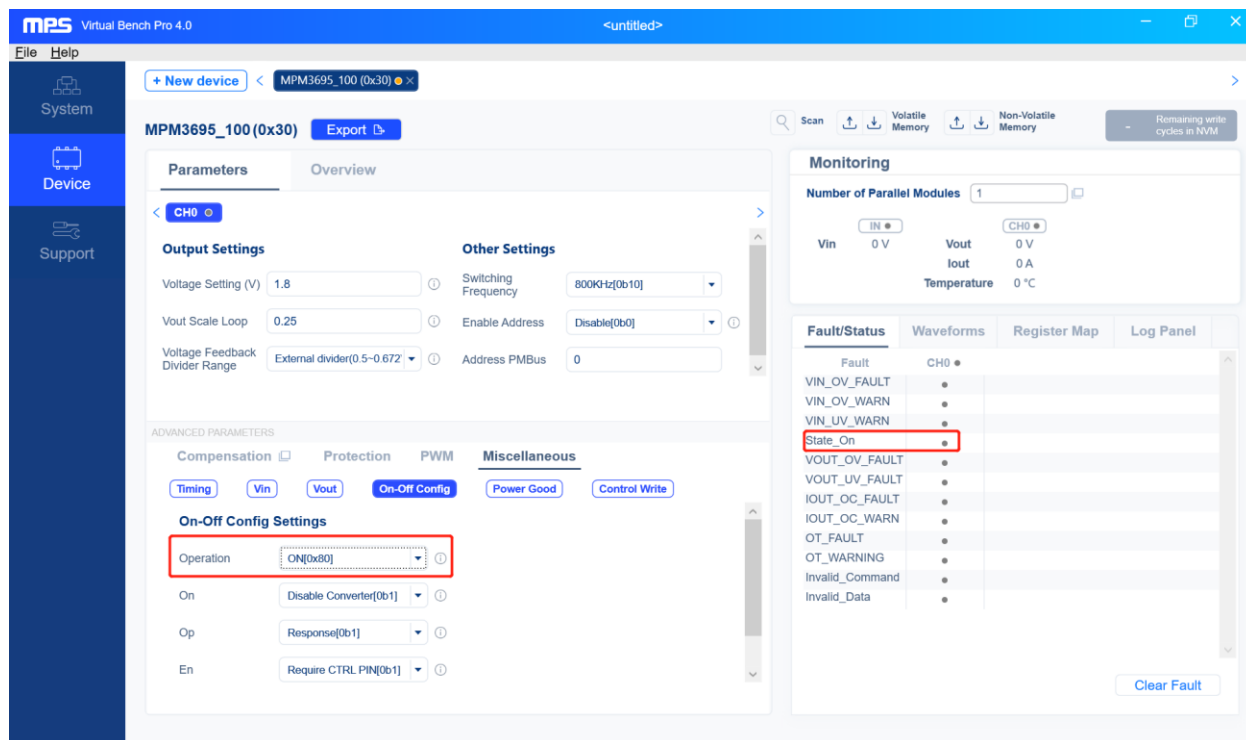 MPS Virtual Bench Pro 4.0 <untitled>
File Help
System
Device
Support
+ New device < MPM3695_100 (0x30) × >
MPM3695_100(0x30) Export
Scan Volatile Memory Non-Volatile Memory - Remaining write cycles in NVM
Parameters Overview
< CH0 >
Output Settings
Voltage Setting (V) 1.8
Vout Scale Loop 0.25
Voltage Feedback Divider Range External divider(0.5~0.672
Other Settings
Switching Frequency 800KHz[0b10]
Enable Address Disable[0b0]
Address PMBus 0
ADVANCED PARAMETERS
Compensation Protection PWM Miscellaneous
Timing Vin Vout On-Off Config Power Good Control Write
On-Off Config Settings
Operation ON[0x80]
On Disable Converter[0b1]
Op Response[0b1]
En Require CTRL PIN[0b1]
Monitoring
Number of Parallel Modules 1
IN CH0
Vin 0 V Vout 0 V
Iout 0 A
Temperature 0 °C
Fault/Status Waveforms Register Map Log Panel
Fault CH0
VIN_OV_FAULT
VIN_OV_WARN
VIN_UV_WARN
State_On
VOUT_OV_FAULT
VOUT_UV_FAULT
IOUT_OC_FAULT
IOUT_OC_WARN
OT_FAULT
OT_WARNING
Invalid_Command
Invalid_Data
Clear Fault